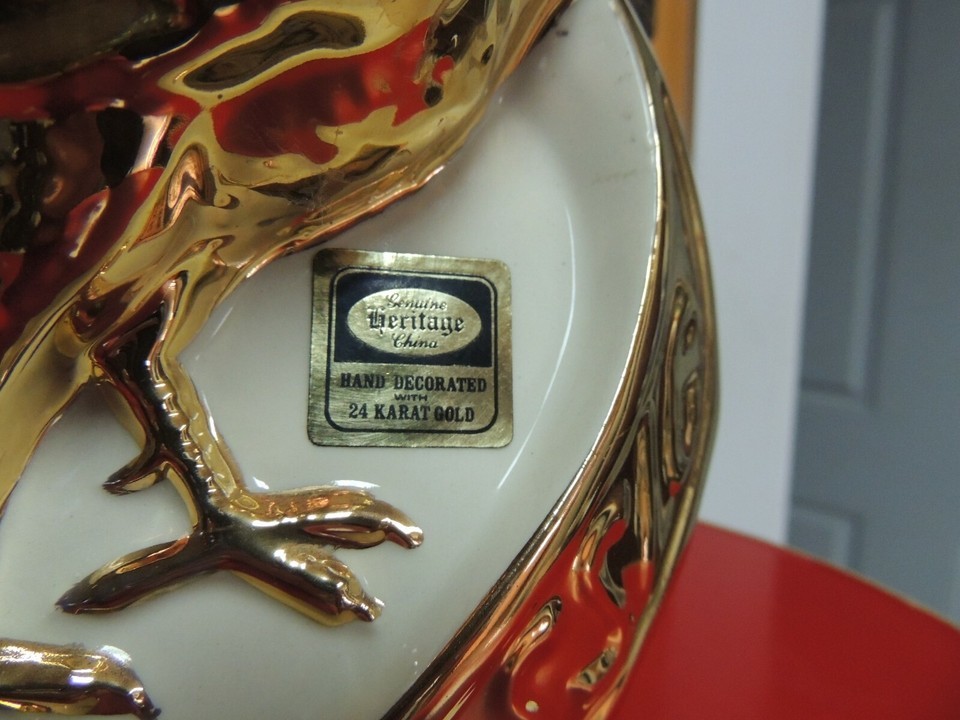 Genuine
Heritage
China
HAND DECORATED
WITH
24 KARAT GOLD